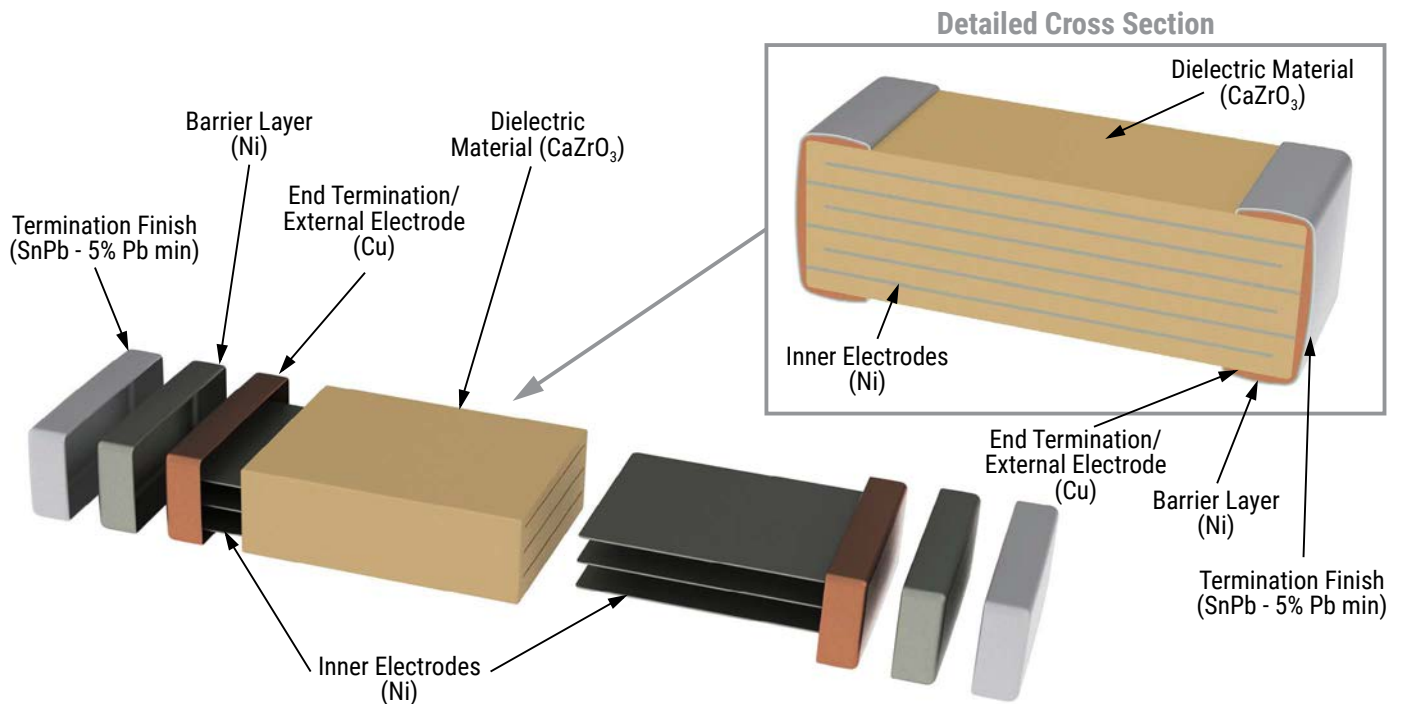 Detailed Cross Section
Dielectric Material
(CaZrO₃)
Barrier Layer
(Ni)
Dielectric
Material (CaZrO₃)
End Termination/
External Electrode
(Cu)
Termination Finish
(SnPb - 5% Pb min)
Inner Electrodes
(Ni)
End Termination/
External Electrode
(Cu)
Barrier Layer
(Ni)
Termination Finish
(SnPb - 5% Pb min)
Inner Electrodes
(Ni)